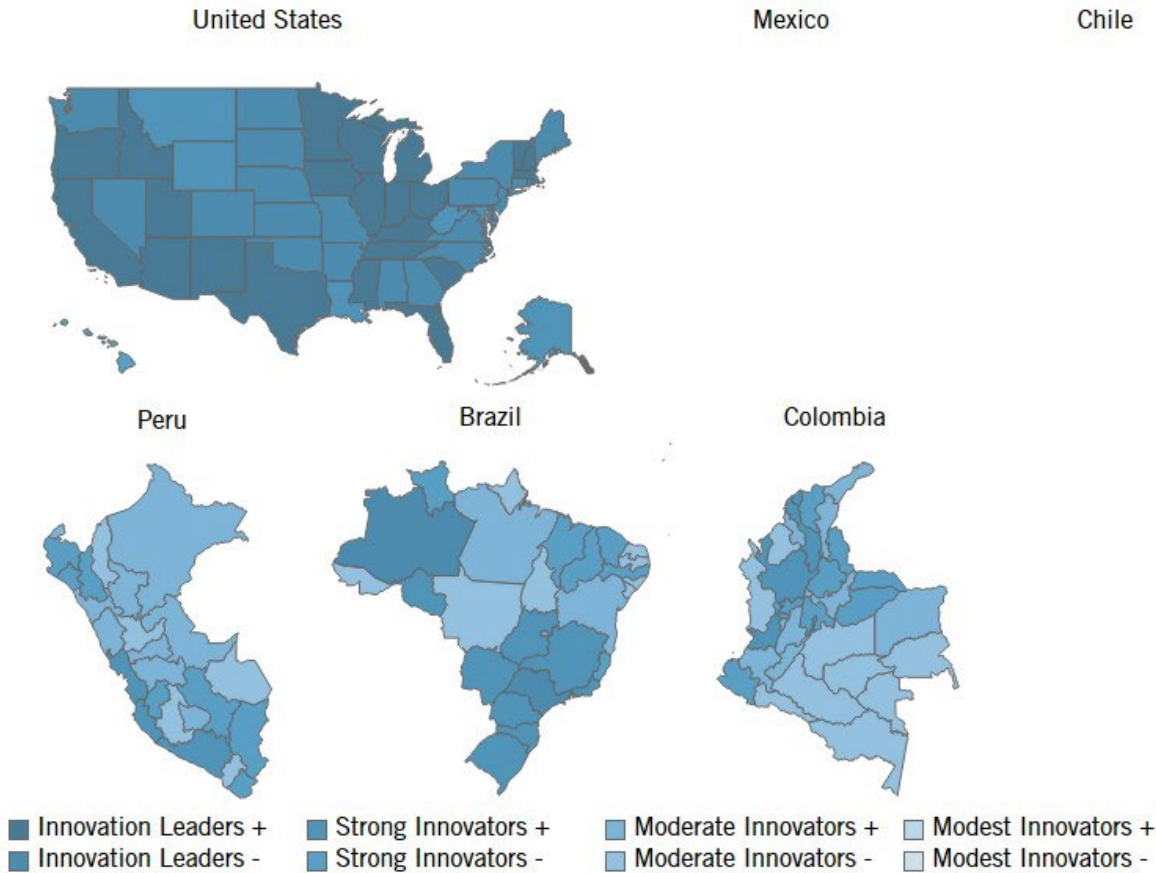 United States
Mexico
Chile
Peru
Brazil
Colombia
Innovation Leaders +
Strong Innovators +
Moderate Innovators +
Modest Innovators +
Innovation Leaders -
Strong Innovators -
Moderate Innovators -
Modest Innovators -